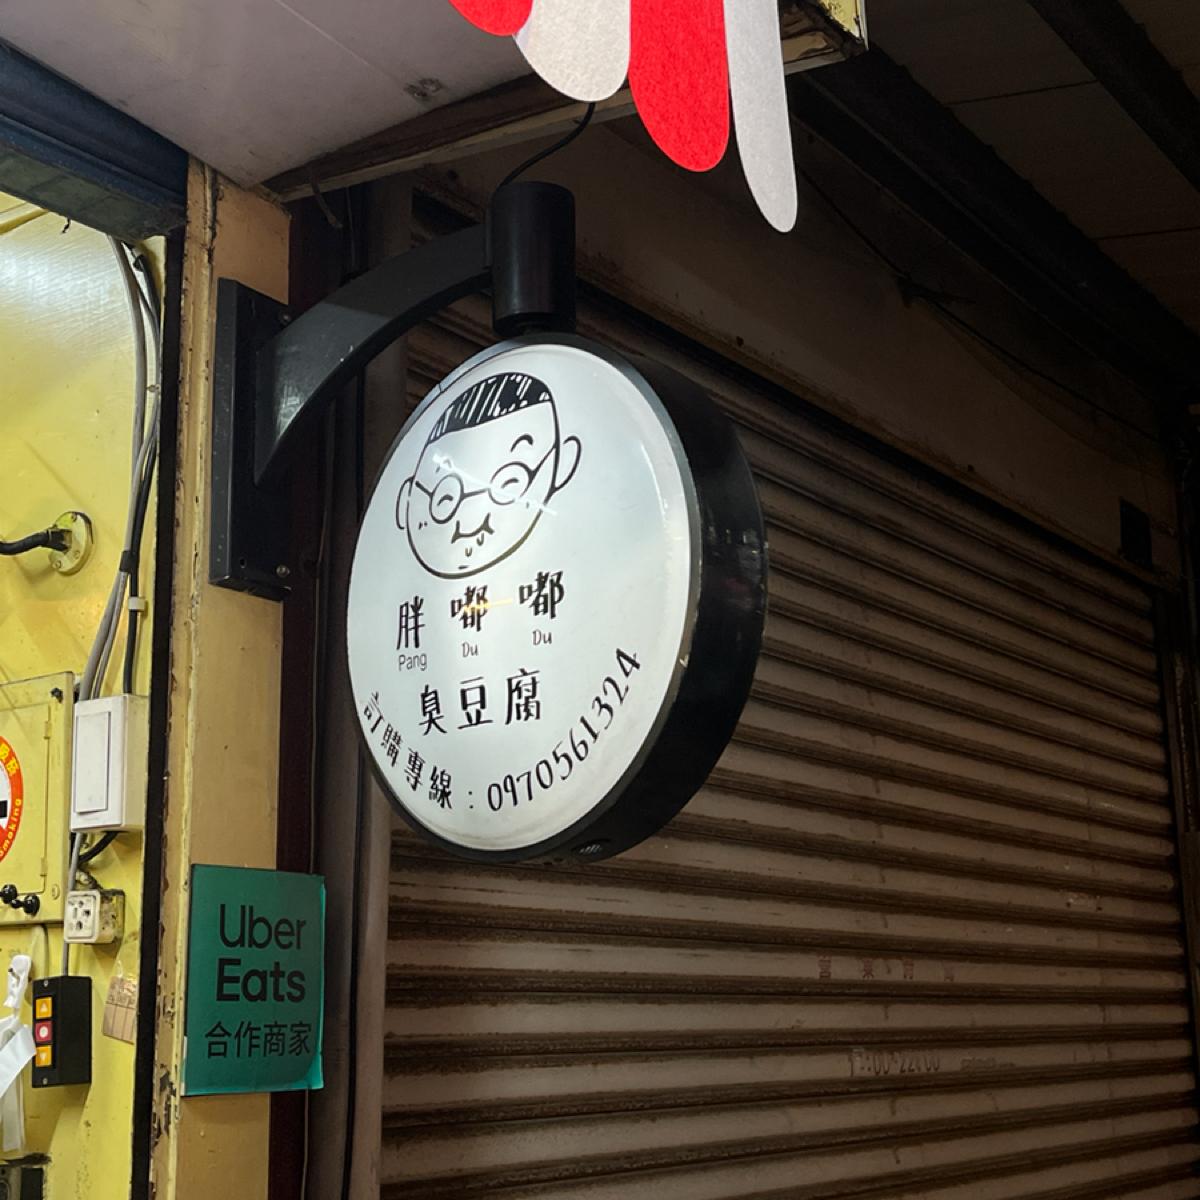 胖 嘟 嘟
Pang Du Du
臭豆腐
訂購專線：0970561324
Uber
Eats
合作商家